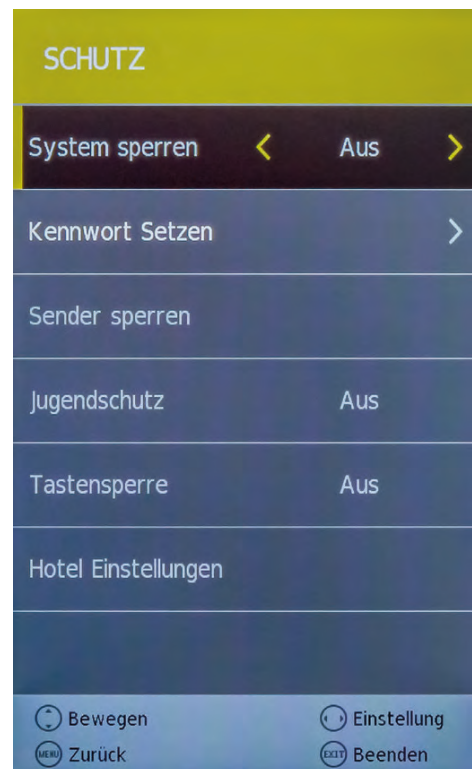 SCHUTZ
System sperren Aus
Kennwort Setzen
Sender sperren
Jugendschutz Aus
Tastensperre Aus
Hotel Einstellungen
Bewegen Einstellung
MENU Zurück EXIT Beenden